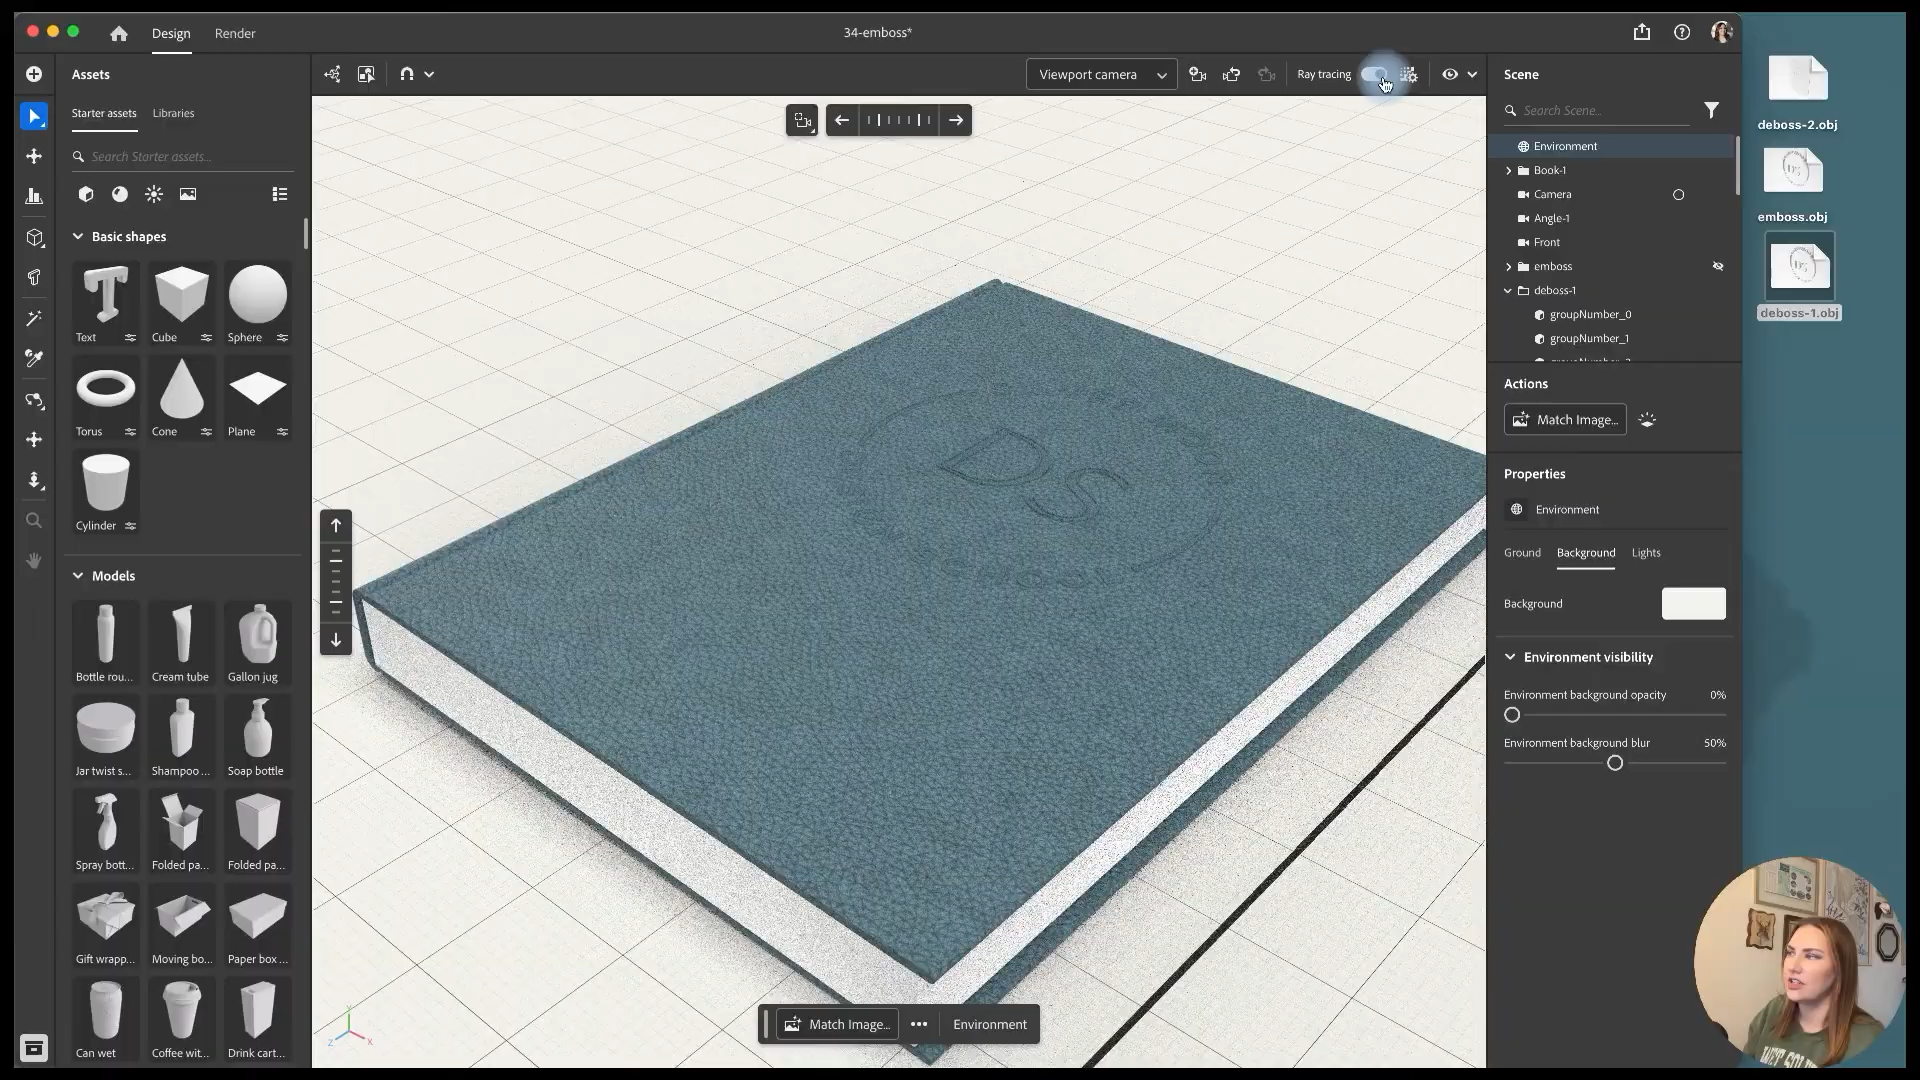 Design
Render
34-emboss*
Assets
Viewport camera
Ray tracing
Scene
Starter assets
Libraries
Search Scene...
Search Starter assets...
Environment
Book-1
Camera
Angle-1
Front
emboss
deboss-1
groupNumber_0
groupNumber_1
deboss-2.obj
emboss.obj
deboss-1.obj
Basic shapes
Text
Cube
Sphere
Torus
Cone
Plane
Cylinder
DS
Actions
Match Image...
Properties
Environment
Ground
Background
Lights
Background
Environment visibility
Environment background opacity
0%
Environment background blur
50%
Models
Bottle rou...
Cream tube
Gallon jug
Jar twist s...
Shampoo ...
Soap bottle
Spray bott...
Folded pa...
Folded pa...
Gift wrapp...
Moving bo...
Paper box ...
Can wet
Coffee wit...
Drink cart...
Match Image...
Environment
Y
Z
X